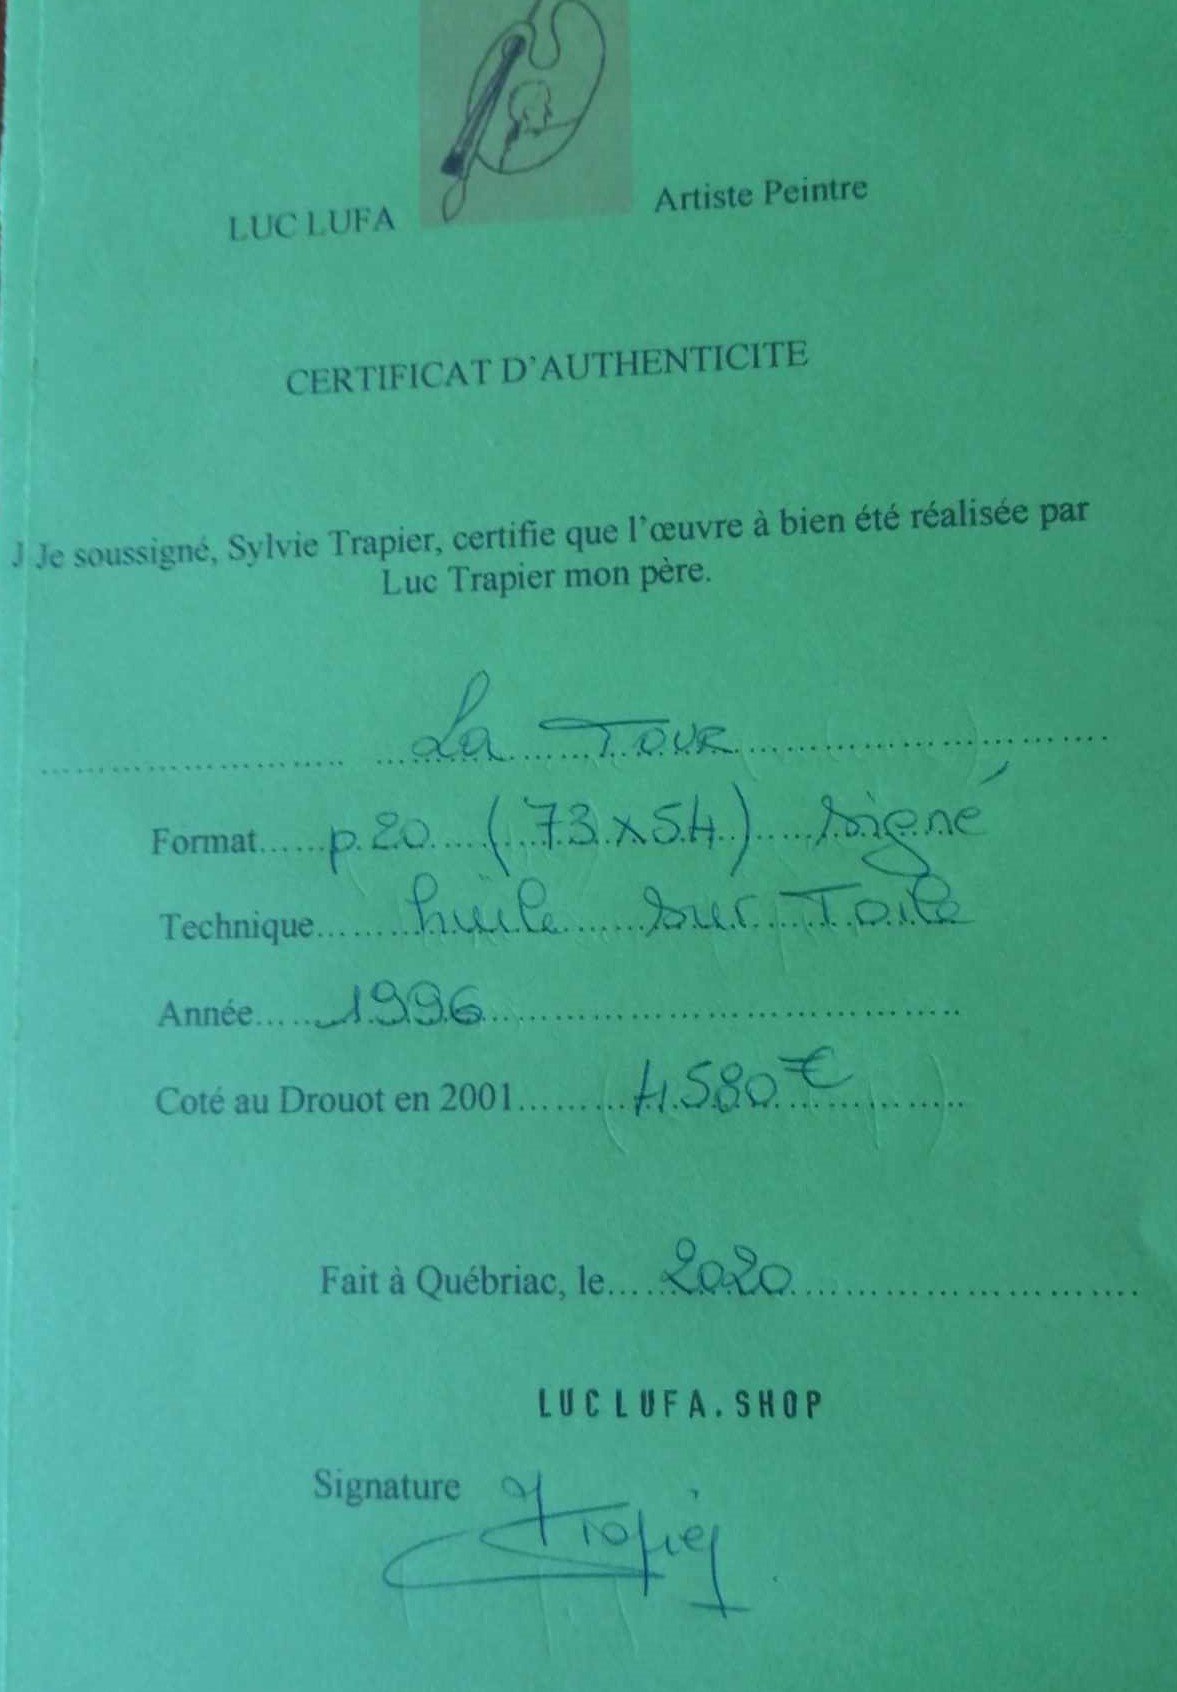 LUC LUFA Artiste Peintre
CERTIFICAT D'AUTHENTICITE
J Je soussigné, Sylvie Trapier, certifie que l'œuvre à bien été réalisée par
Luc Trapier mon père.
La Tour
Format......p.20 (73x54) signé
Technique......huile sur Toile
Année.....1996
Coté au Drouot en 2001......4580€
Fait à Québriac, le.....2020
LUCLUFA.SHOP
Signature Trapier